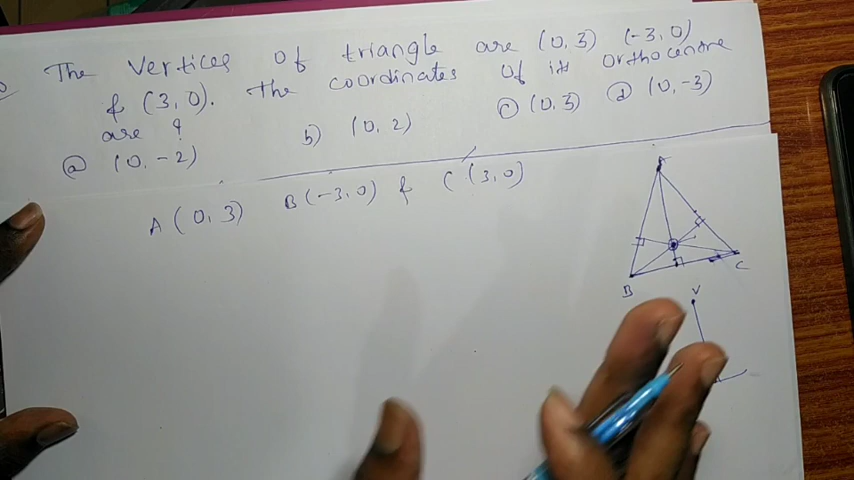 The vertices of triangle are (0,3) (-3,0)
& (3,0). The coordinates of its orthocentre
are ?
ⓐ (0,-2) b) (0,2) ⓒ (0,3) ⓓ (0,-3)
A (0,3) B(-3,0) & C (3,0)
B C
V